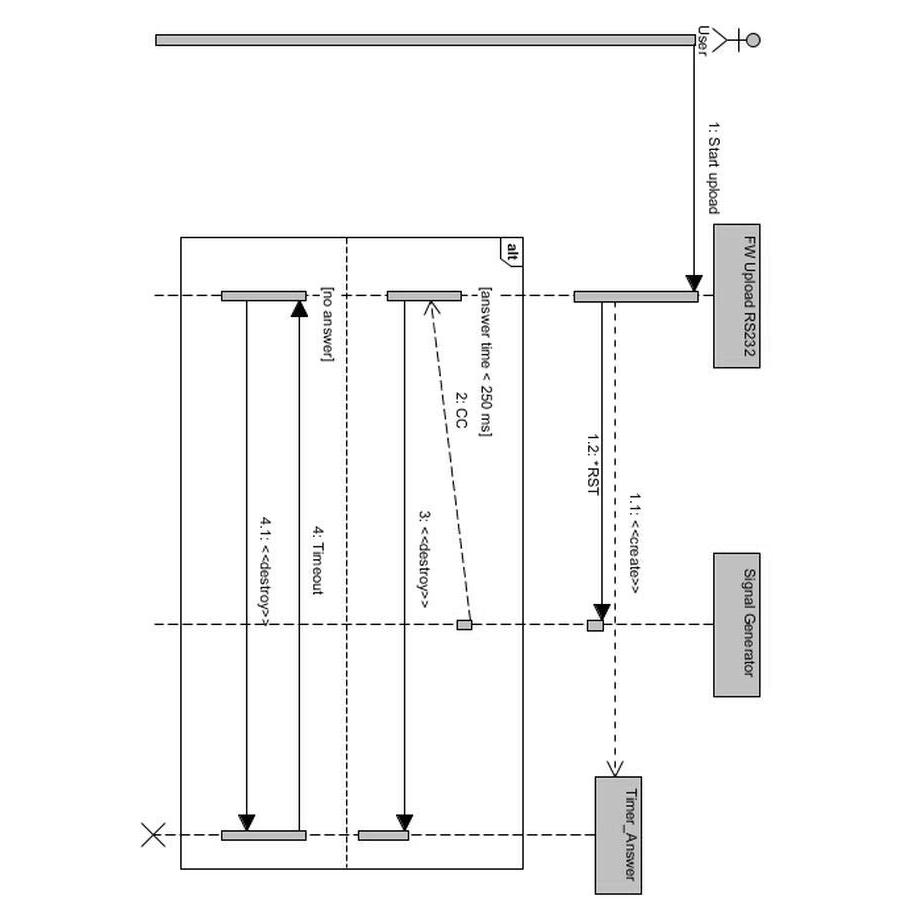 User
FW Upload RS232
Signal Generator
1: Start upload
Timer_Answer
1.1: <<create>>
1.2: *RST
alt
[answer time < 250 ms]
2: CC
3: <<destroy>>
[no answer]
4: Timeout
4.1: <<destroy>>